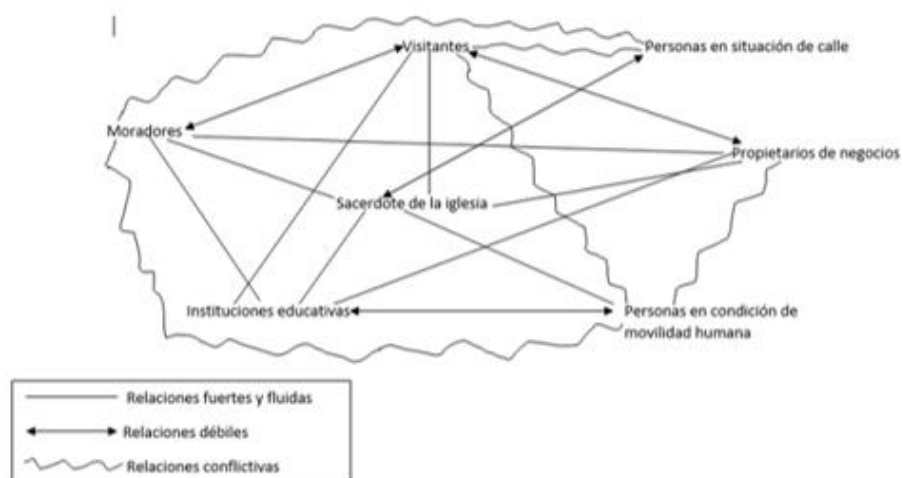 Visitantes
Personas en situación de calle
Moradores
Propietarios de negocios
Sacerdote de la iglesia
Instituciones educativas
Personas en condición de
movilidad humana
Relaciones fuertes y fluidas
Relaciones débiles
Relaciones conflictivas